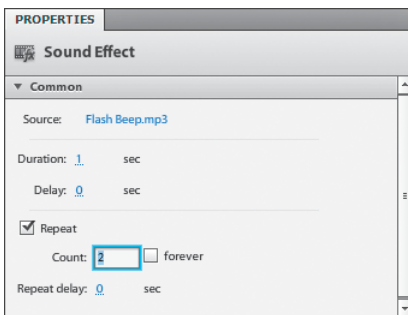 PROPERTIES
Sound Effect
Common
Source: Flash Beep.mp3
Duration: 1 sec
Delay: 0 sec
Repeat
Count: 2 forever
Repeat delay: 0 sec